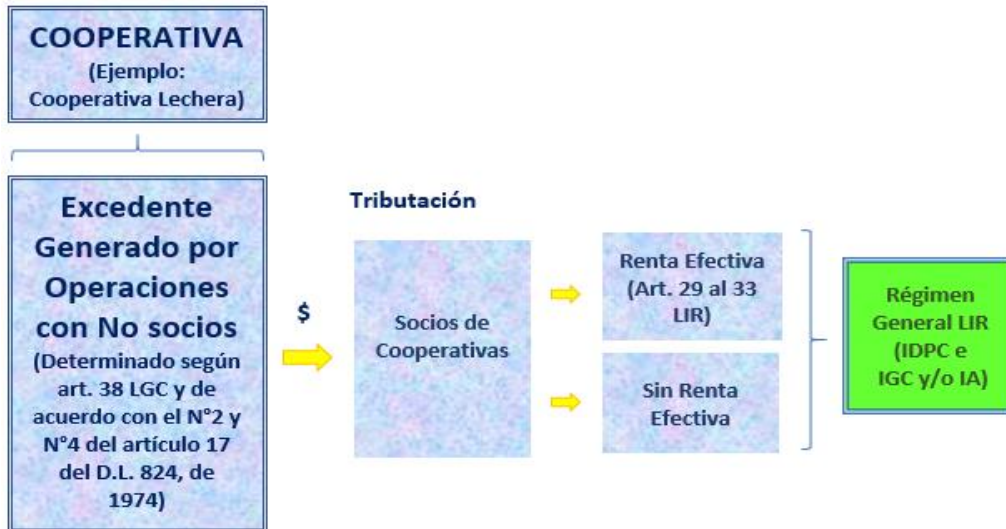 COOPERATIVA
(Ejemplo:
Cooperativa Lechera)
Excedente
Generado por
Operaciones
con No socios
(Determinado según
art. 38 LGC y de
acuerdo con el N°2 y
N°4 del artículo 17
del D.L. 824, de
1974)
$
Tributación
Socios de
Cooperativas
Renta Efectiva
(Art. 29 al 33
LIR)
Sin Renta
Efectiva
Régimen
General LIR
(IDPC e
IGC y/o IA)